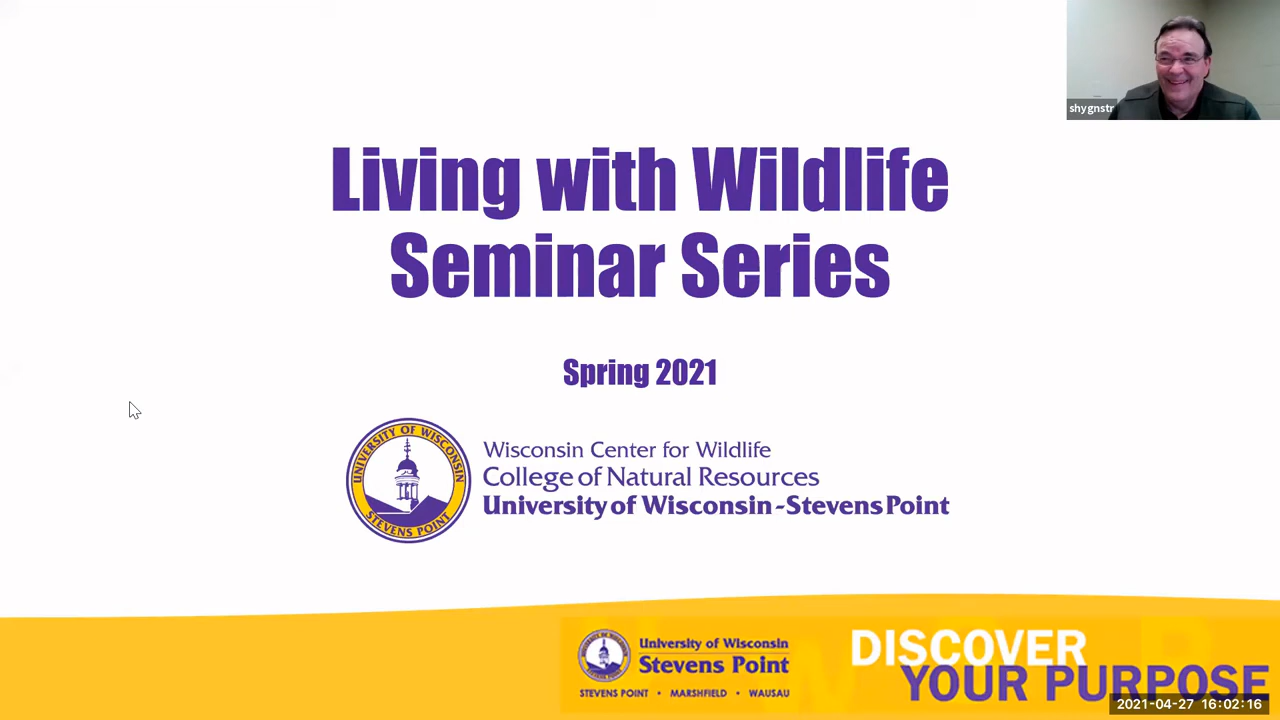 shygnstr
Living with Wildlife
Seminar Series
Spring 2021
UNIVERSITY OF WISCONSIN
STEVENS POINT
Wisconsin Center for Wildlife
College of Natural Resources
University of Wisconsin-Stevens Point
University of Wisconsin
Stevens Point
STEVENS POINT • MARSHFIELD • WAUSAU
DISCOVER
YOUR PURPOSE
2021-04-27 16:02:16